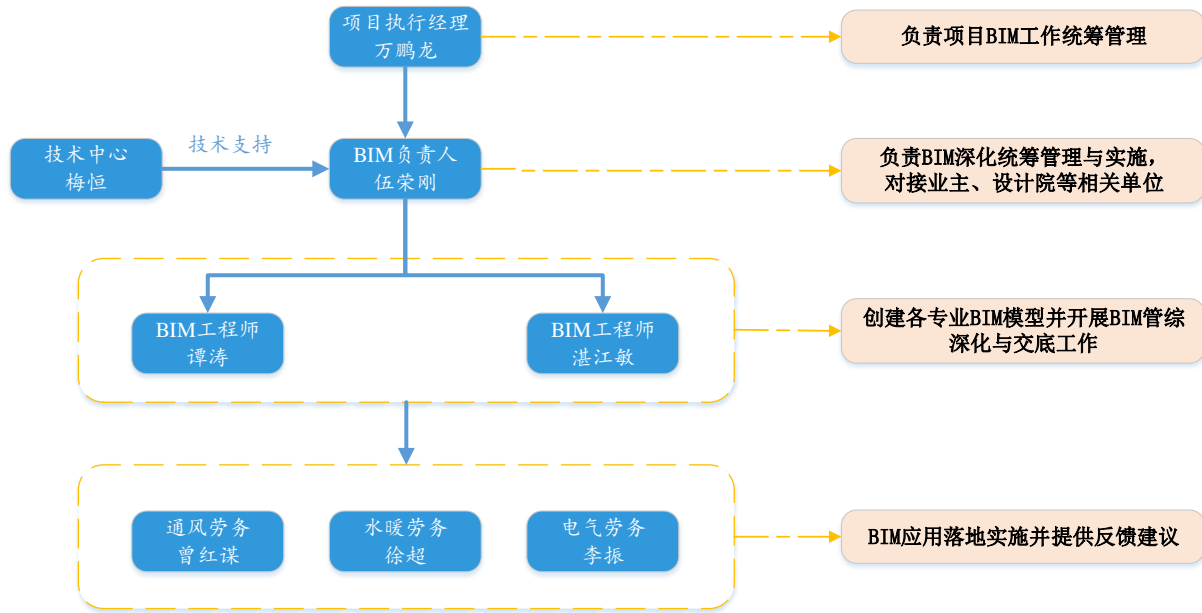 项目执行经理
万鹏龙
负责项目BIM工作统筹管理
技术中心
梅恒
技术支持
BIM负责人
伍荣刚
负责BIM深化统筹管理与实施，
对接业主、设计院等相关单位
BIM工程师
谭涛
BIM工程师
湛江敏
创建各专业BIM模型并开展BIM管综
深化与交底工作
通风劳务
曾红谋
水暖劳务
徐超
电气劳务
李振
BIM应用落地实施并提供反馈建议